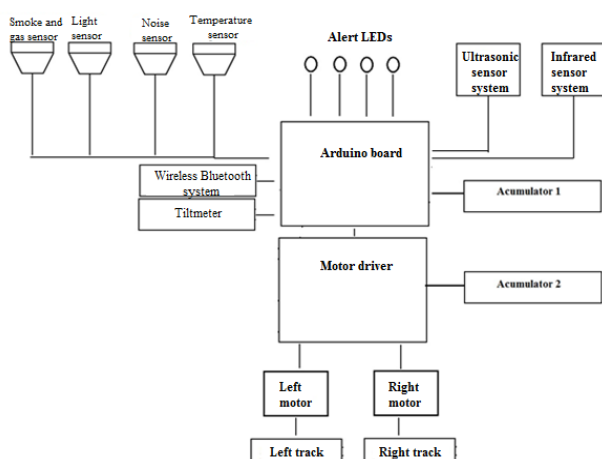 Smoke and
gas sensor
Light
sensor
Noise
sensor
Temperature
sensor
Alert LEDs
Ultrasonic
sensor
system
Infrared
sensor
system
Arduino board
Wireless Bluetooth
system
Tiltmeter
Acumulator 1
Motor driver
Acumulator 2
Left
motor
Right
motor
Left track
Right track